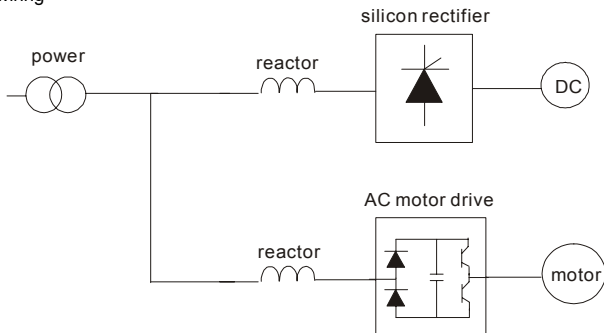 silicon rectifier
power
reactor
DC
AC motor drive
reactor
motor